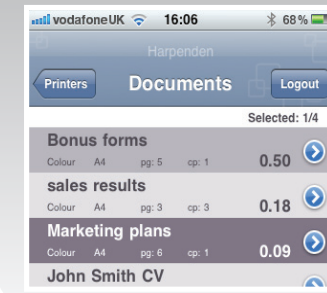 vodafone UK 16:06 68%
Harpenden
Printers Documents Logout
Selected: 1/4
Bonus forms
Colour A4 pg: 5 cp: 1 0.50
sales results
Colour A4 pg: 3 cp: 3 0.18
Marketing plans
Colour A4 pg: 6 cp: 1 0.09
John Smith CV